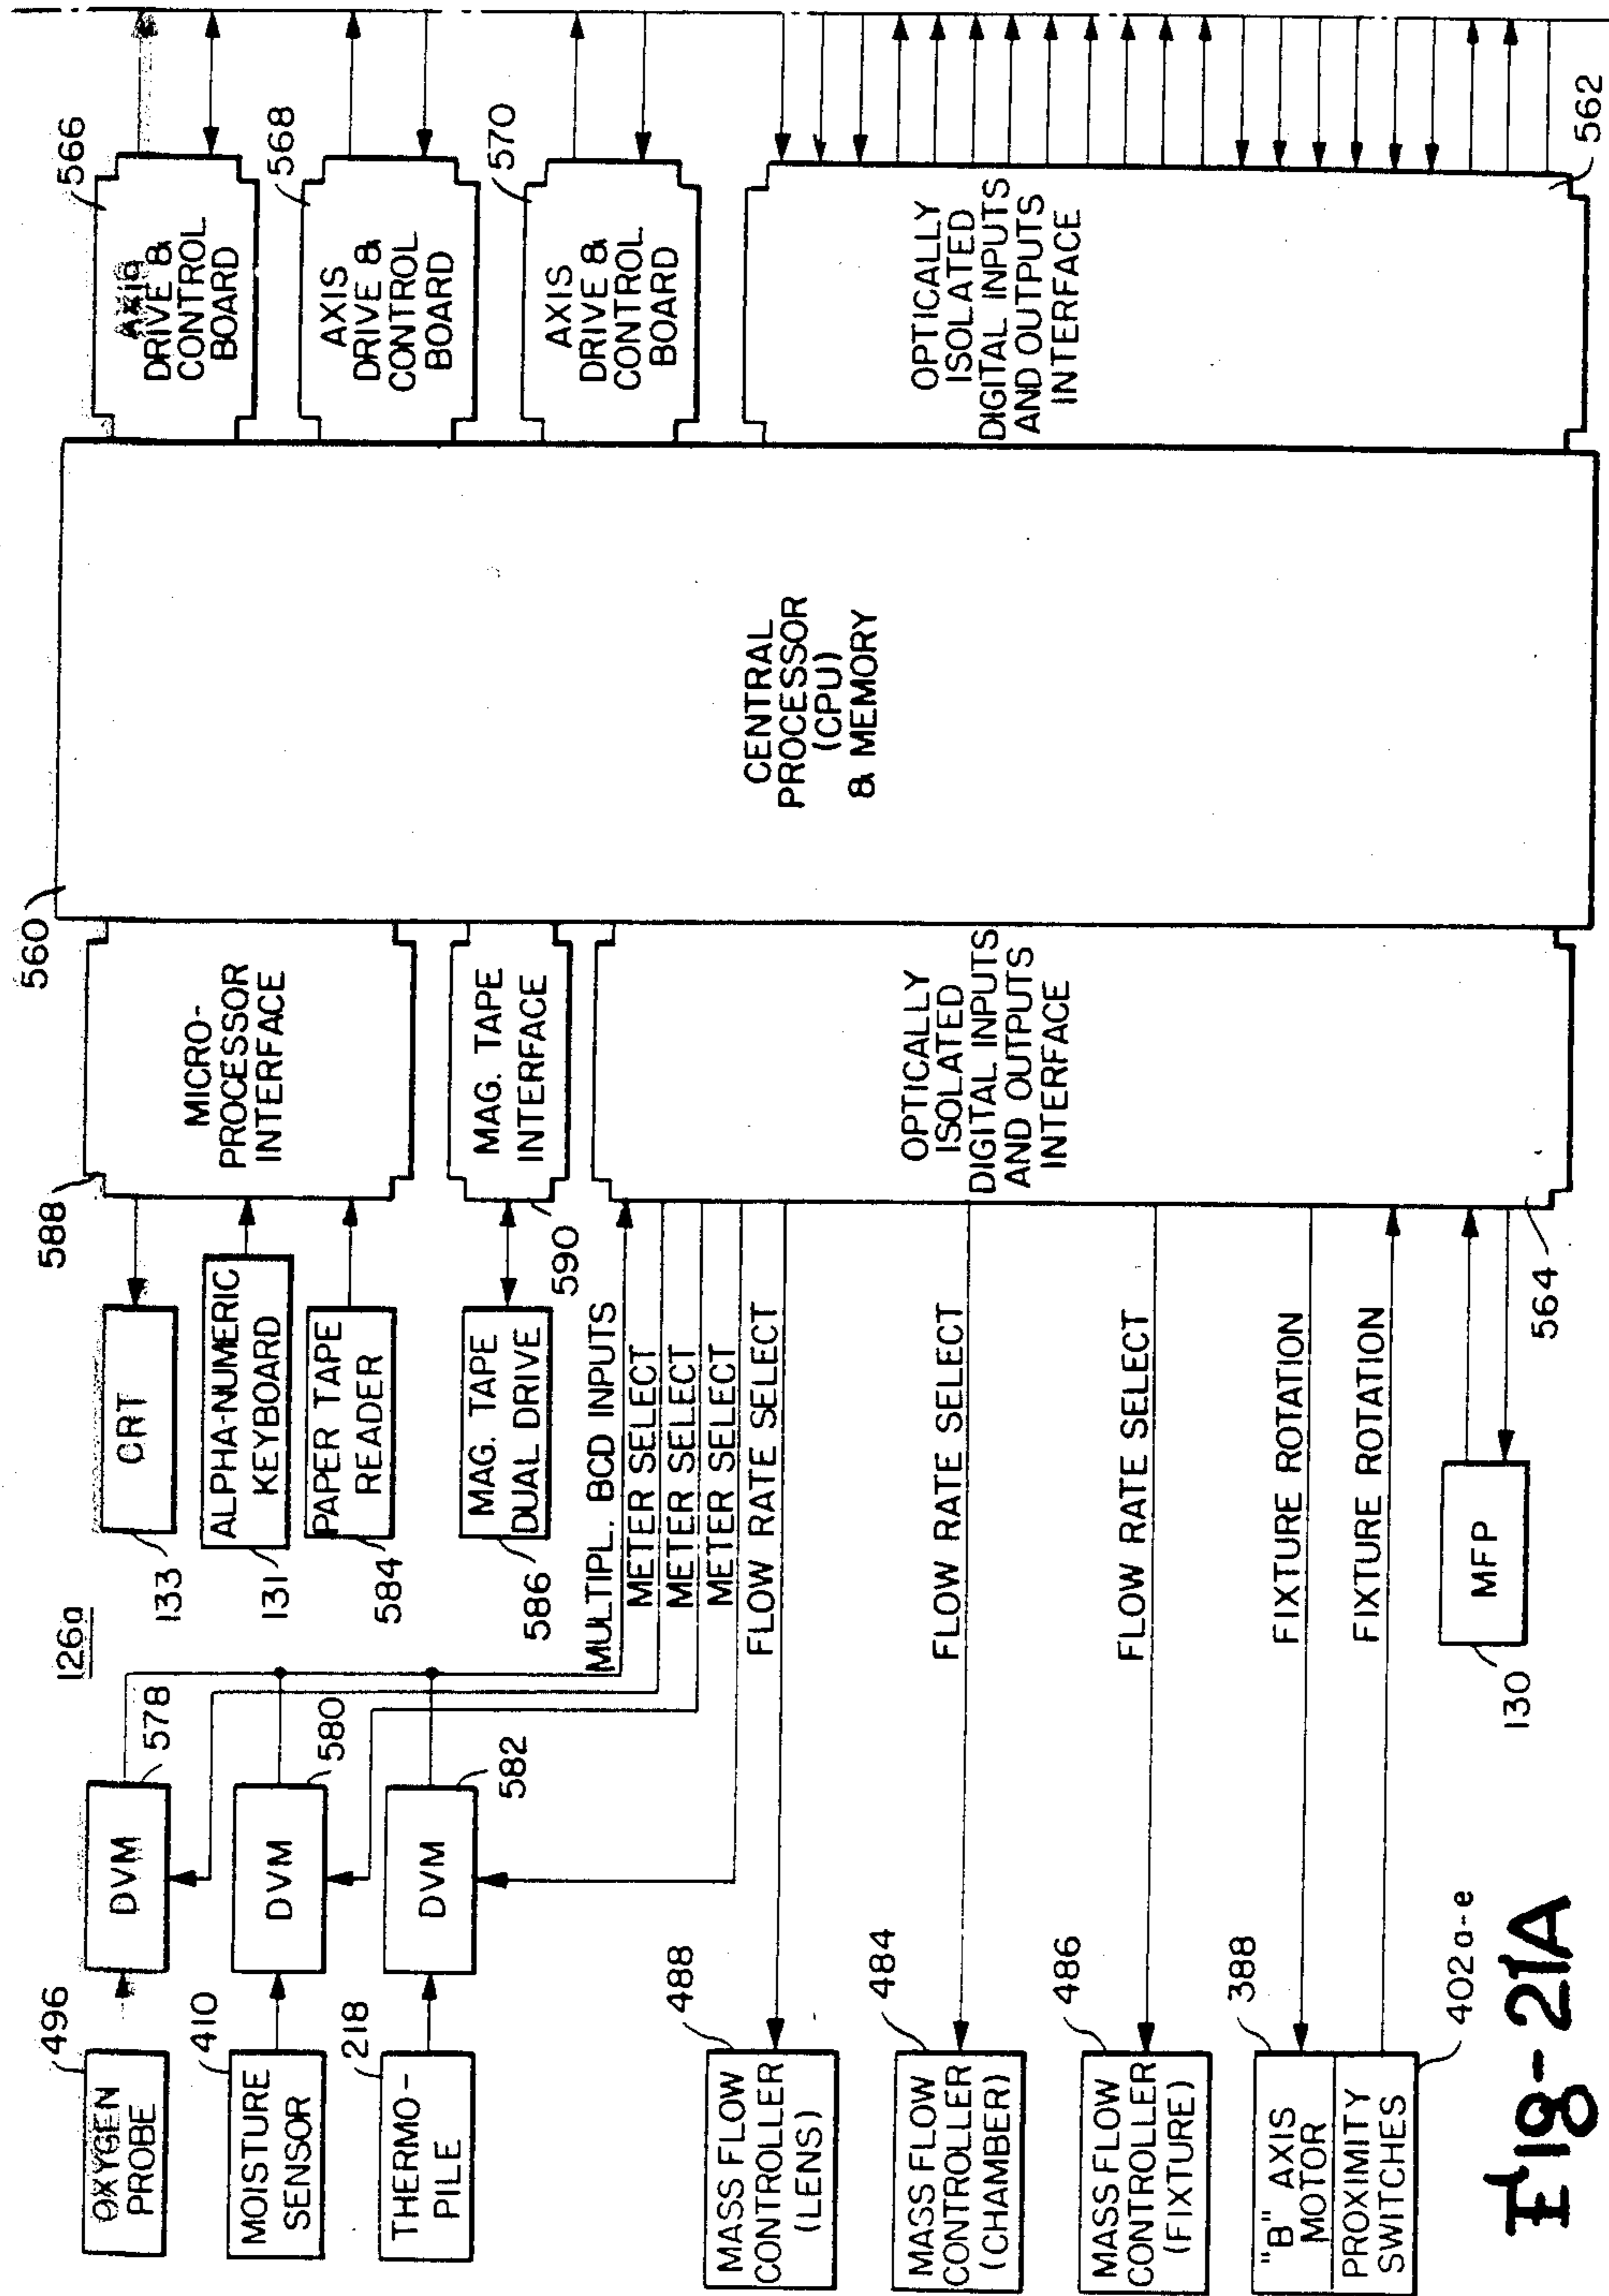 126a
496
OXYGEN
PROBE
DVM
578
410
MOISTURE
SENSOR
DVM
580
218
THERMO-
PILE
DVM
582
CRT
133
ALPHA-NUMERIC
KEYBOARD
131
PAPER TAPE
READER
584
MAG. TAPE
DUAL DRIVE
586
588
MICRO-
PROCESSOR
INTERFACE
MAG. TAPE
INTERFACE
590
MULTIPL. BCD INPUTS
METER SELECT
METER SELECT
METER SELECT
FLOW RATE SELECT
488
MASS FLOW
CONTROLLER
(LENS)
FLOW RATE SELECT
484
MASS FLOW
CONTROLLER
(CHAMBER)
FLOW RATE SELECT
486
MASS FLOW
CONTROLLER
(FIXTURE)
FIXTURE ROTATION
388
"B" AXIS
MOTOR
FIXTURE ROTATION
PROXIMITY
SWITCHES
402a-e
MFP
130
OPTICALLY
ISOLATED
DIGITAL INPUTS
AND OUTPUTS
INTERFACE
564
560
CENTRAL
PROCESSOR
(CPU)
& MEMORY
566
AXIS
DRIVE &
CONTROL
BOARD
568
AXIS
DRIVE &
CONTROL
BOARD
570
AXIS
DRIVE &
CONTROL
BOARD
OPTICALLY
ISOLATED
DIGITAL INPUTS
AND OUTPUTS
INTERFACE
562
Fig-21A